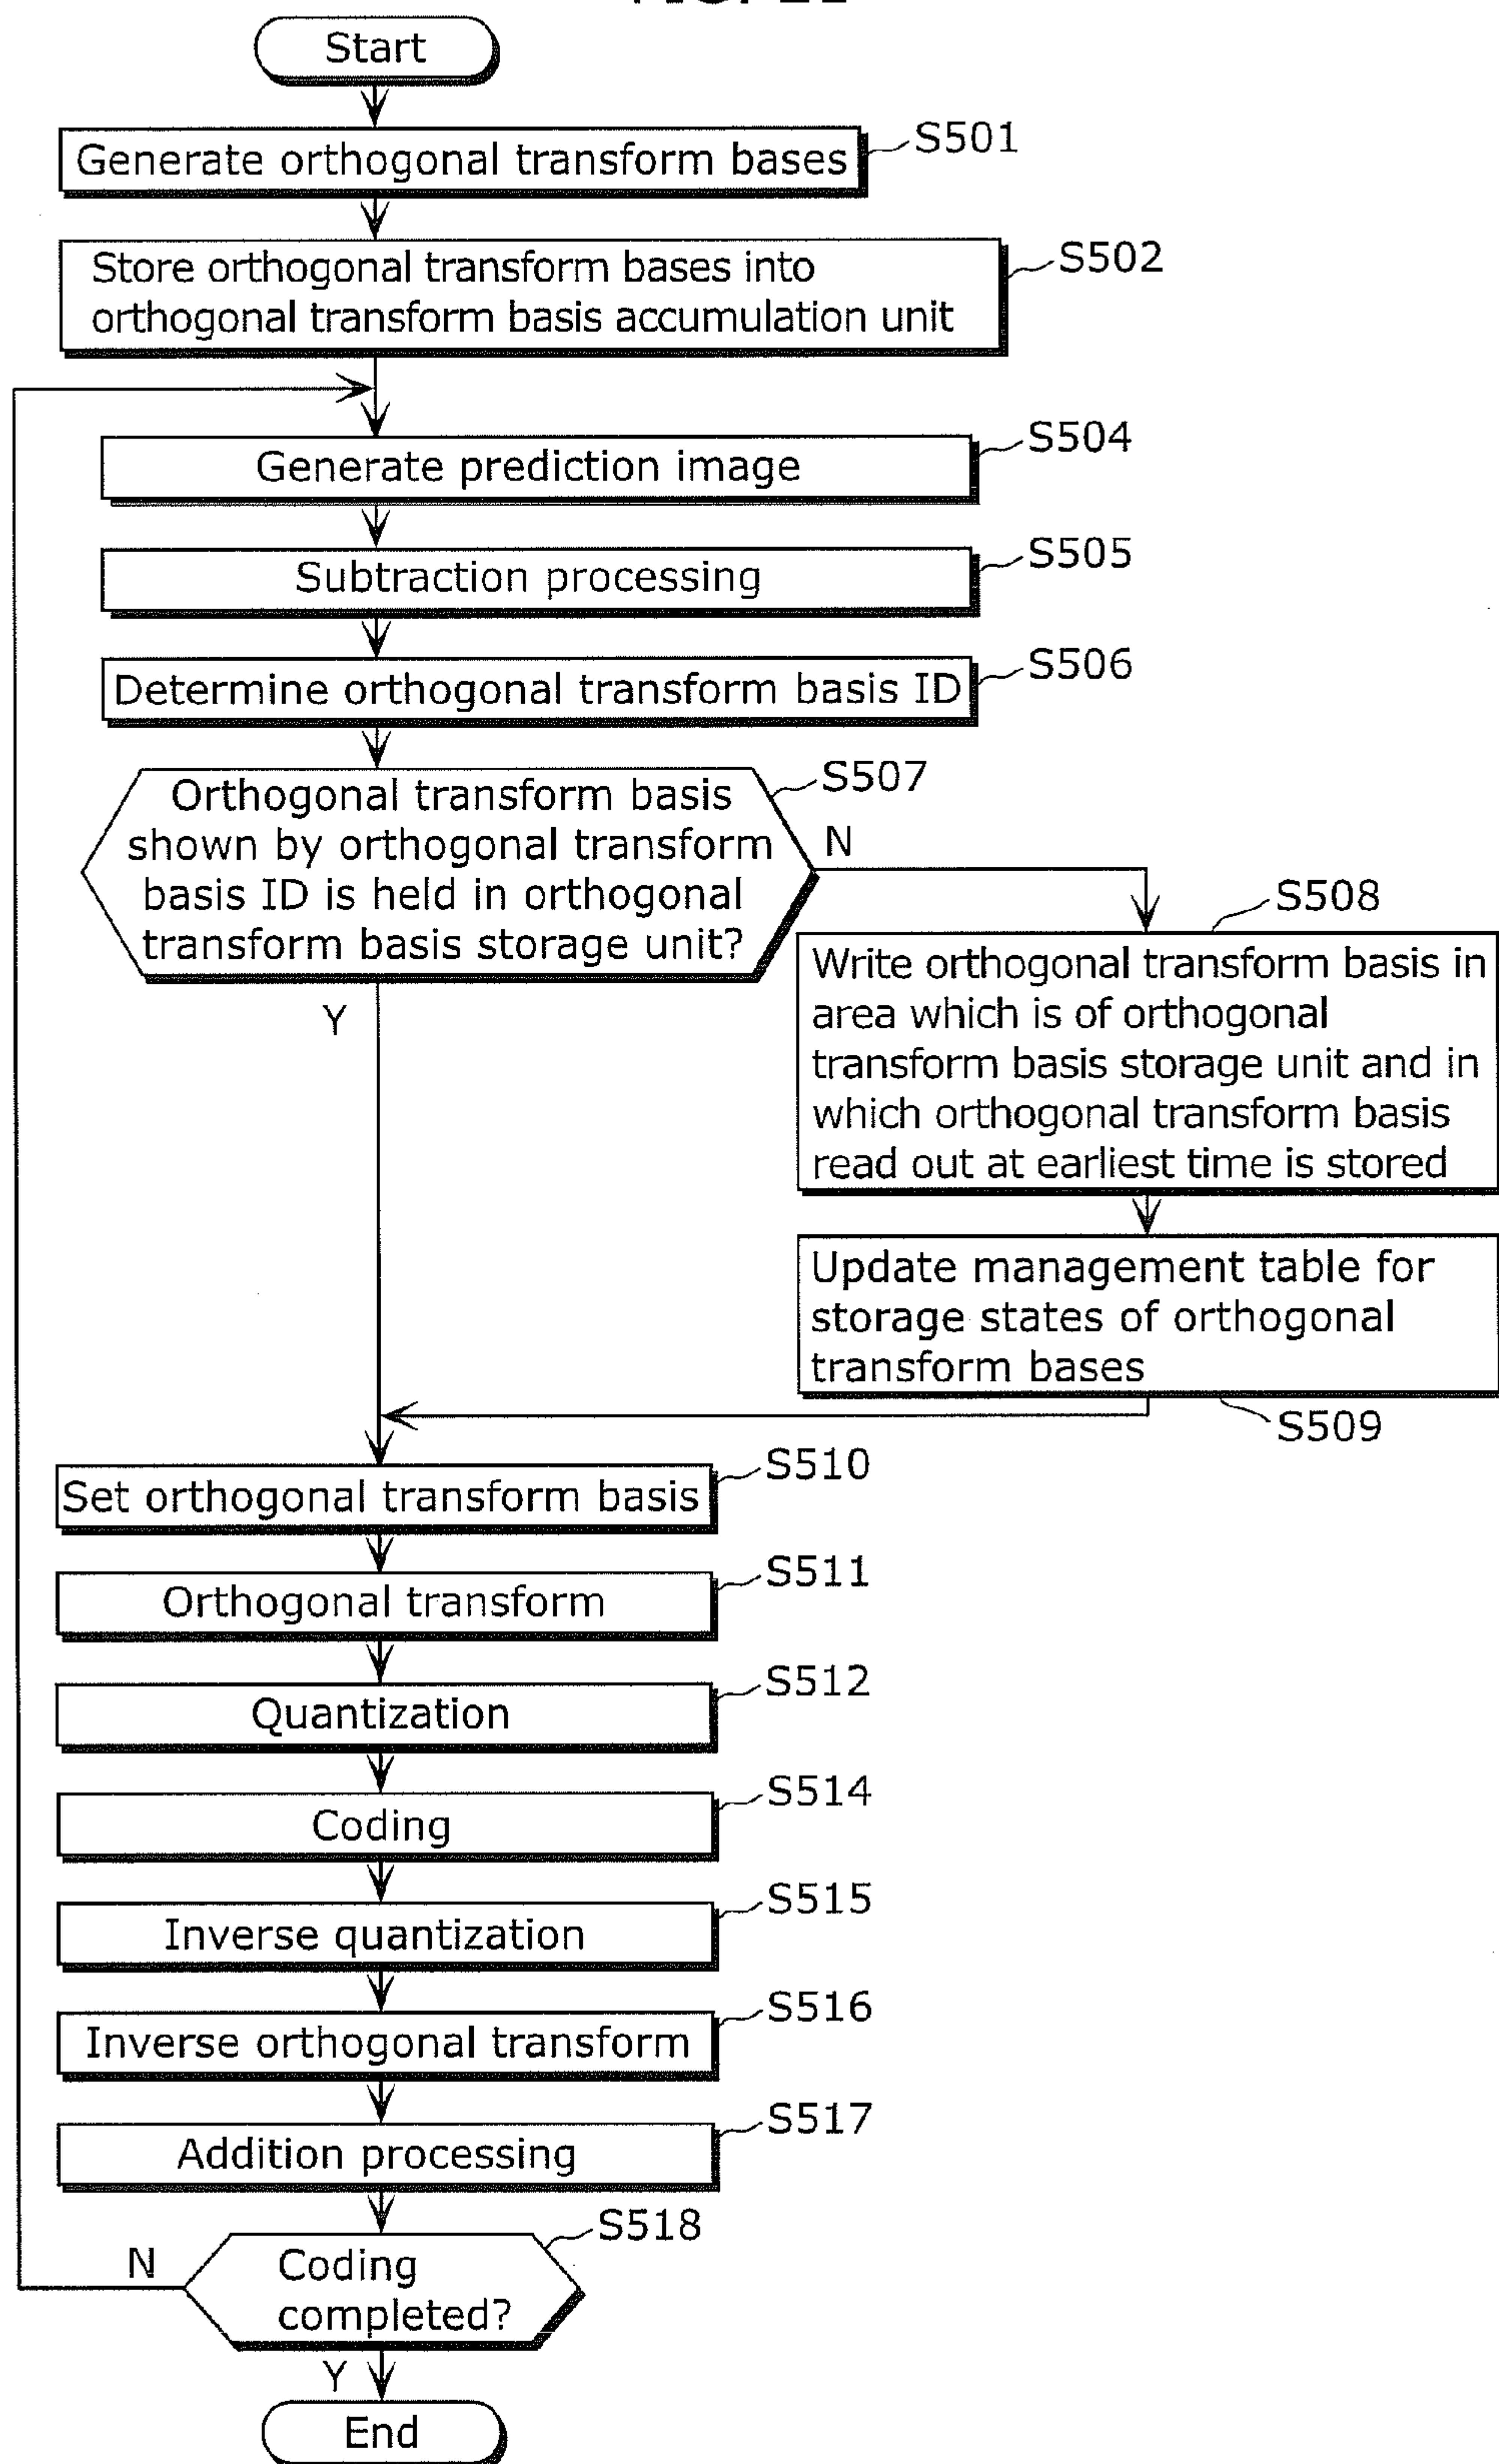 Start
Generate orthogonal transform bases
S501
Store orthogonal transform bases into
orthogonal transform basis accumulation unit
S502
Generate prediction image
S504
Subtraction processing
S505
Determine orthogonal transform basis ID
S506
Orthogonal transform basis
shown by orthogonal transform
basis ID is held in orthogonal
transform basis storage unit?
S507
N
Y
S508
Write orthogonal transform basis in
area which is of orthogonal
transform basis storage unit and in
which orthogonal transform basis
read out at earliest time is stored
Update management table for
storage states of orthogonal
transform bases
S509
Set orthogonal transform basis
S510
Orthogonal transform
S511
Quantization
S512
Coding
S514
Inverse quantization
S515
Inverse orthogonal transform
S516
Addition processing
S517
Coding
completed?
S518
N
Y
End